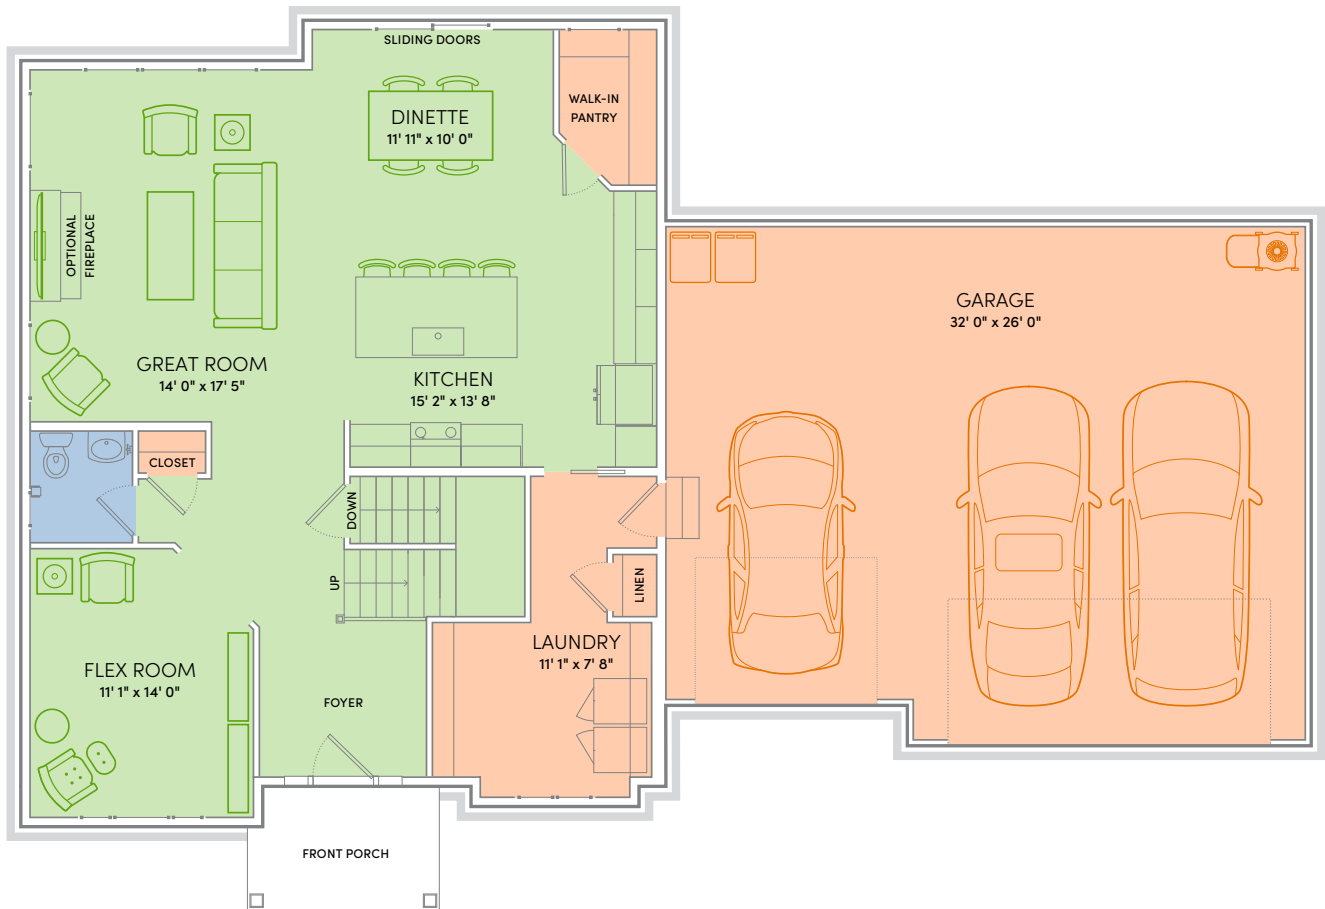 SLIDING DOORS
DINETTE
11' 11" x 10' 0"
WALK-IN
PANTRY
OPTIONAL
FIREPLACE
GREAT ROOM
14' 0" x 17' 5"
KITCHEN
15' 2" x 13' 8"
GARAGE
32' 0" x 26' 0"
CLOSET
DOWN
UP
LINEN
LAUNDRY
11' 1" x 7' 8"
FLEX ROOM
11' 1" x 14' 0"
FOYER
FRONT PORCH